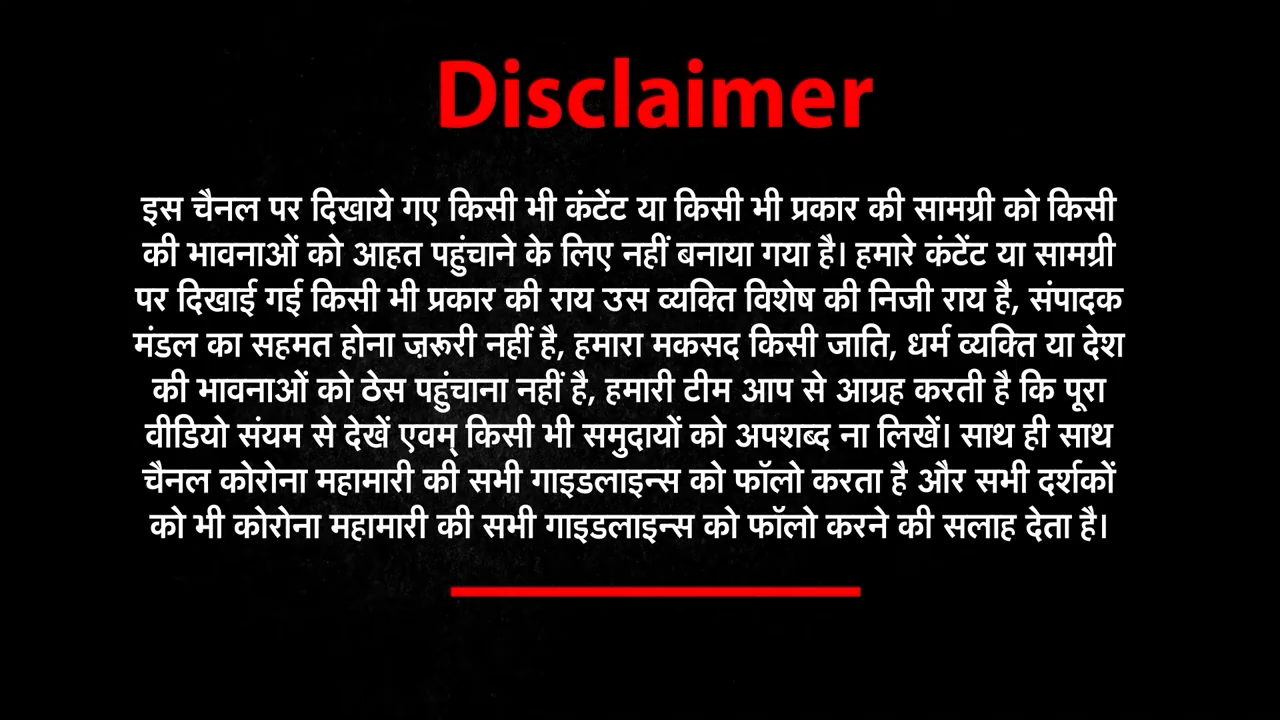 Disclaimer
इस चैनल पर दिखाये गए किसी भी कंटेंट या किसी भी प्रकार की सामग्री को किसी
की भावनाओं को आहत पहुंचाने के लिए नहीं बनाया गया है। हमारे कंटेंट या सामग्री
पर दिखाई गई किसी भी प्रकार की राय उस व्यक्ति विशेष की निजी राय है, संपादक
मंडल का सहमत होना ज़रूरी नहीं है, हमारा मकसद किसी जाति, धर्म व्यक्ति या देश
की भावनाओं को ठेस पहुंचाना नहीं है, हमारी टीम आप से आग्रह करती है कि पूरा
वीडियो संयम से देखें एवम् किसी भी समुदायों को अपशब्द ना लिखें। साथ ही साथ
चैनल कोरोना महामारी की सभी गाइडलाइन्स को फॉलो करता है और सभी दर्शकों
को भी कोरोना महामारी की सभी गाइडलाइन्स को फॉलो करने की सलाह देता है।